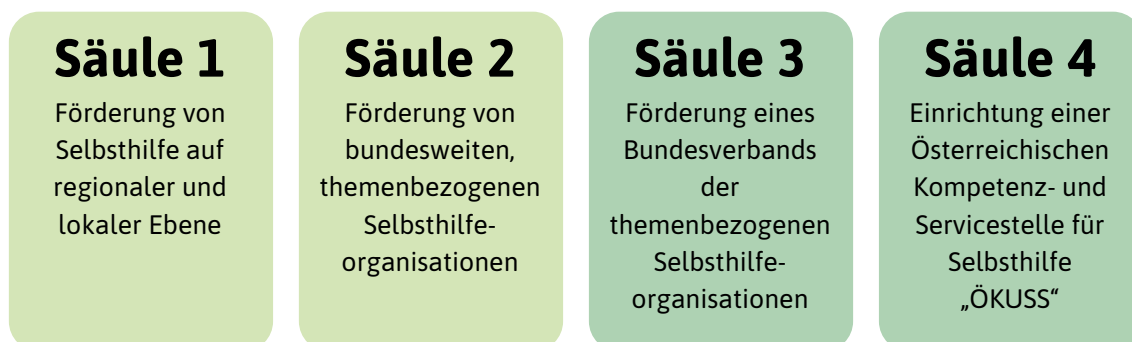 Säule 1
Förderung von
Selbsthilfe auf
regionaler und
lokaler Ebene
Säule 2
Förderung von
bundesweiten,
themenbezogenen
Selbsthilfe-
organisationen
Säule 3
Förderung eines
Bundesverbands
der
themenbezogenen
Selbsthilfe-
organisationen
Säule 4
Einrichtung einer
Österreichischen
Kompetenz- und
Servicestelle für
Selbsthilfe
„ÖKUSS“